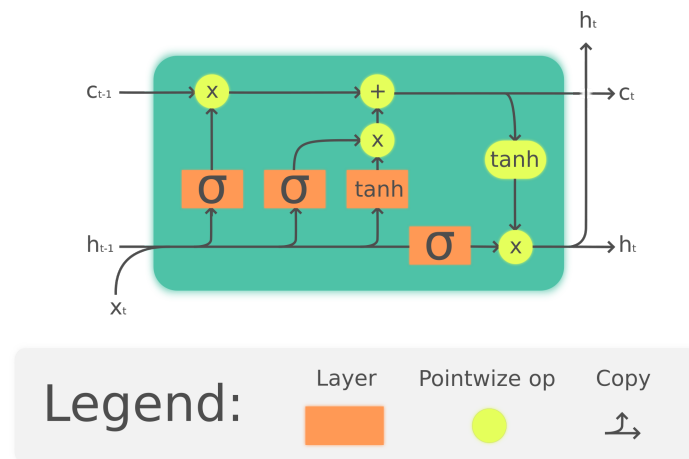 ht
ct-1
x
+
ct
x
tanh
σ
σ
tanh
ht-1
σ
x
ht
xt
Legend:
Layer
Pointwize op
Copy